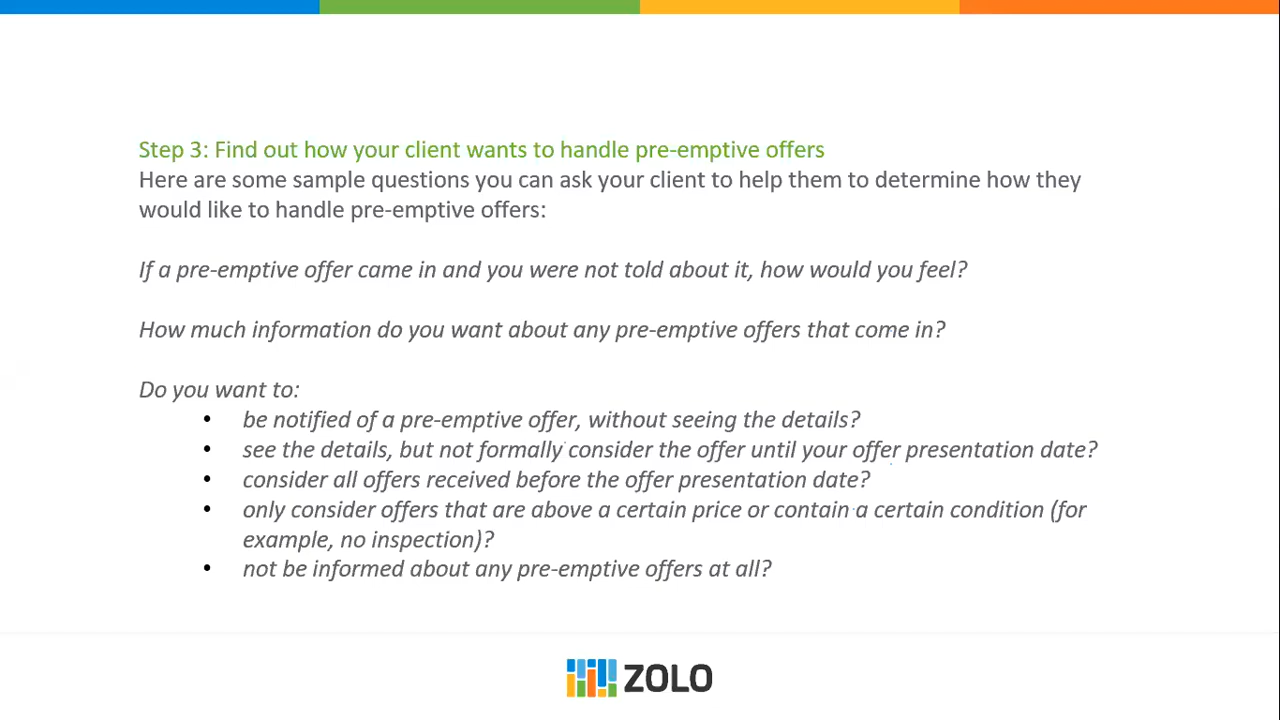 Step 3: Find out how your client wants to handle pre-emptive offers
Here are some sample questions you can ask your client to help them to determine how they
would like to handle pre-emptive offers:
If a pre-emptive offer came in and you were not told about it, how would you feel?
How much information do you want about any pre-emptive offers that come in?
Do you want to:
• be notified of a pre-emptive offer, without seeing the details?
• see the details, but not formally consider the offer until your offer presentation date?
• consider all offers received before the offer presentation date?
• only consider offers that are above a certain price or contain a certain condition (for
example, no inspection)?
• not be informed about any pre-emptive offers at all?
ZOLO